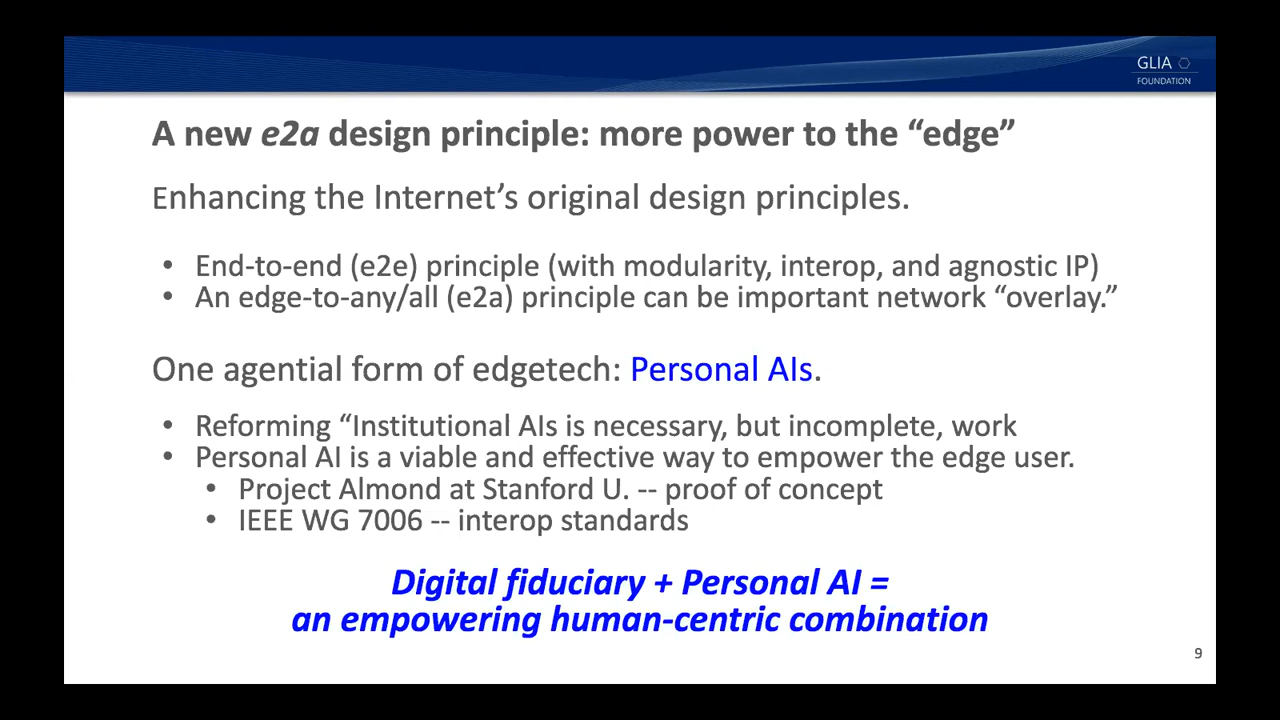 GLIA
FOUNDATION
A new e2a design principle: more power to the “edge”
Enhancing the Internet’s original design principles.
• End-to-end (e2e) principle (with modularity, interop, and agnostic IP)
• An edge-to-any/all (e2a) principle can be important network “overlay.”
One agential form of edgetech: Personal AIs.
• Reforming “Institutional AIs is necessary, but incomplete, work
• Personal AI is a viable and effective way to empower the edge user.
• Project Almond at Stanford U. -- proof of concept
• IEEE WG 7006 -- interop standards
Digital fiduciary + Personal AI =
an empowering human-centric combination
9